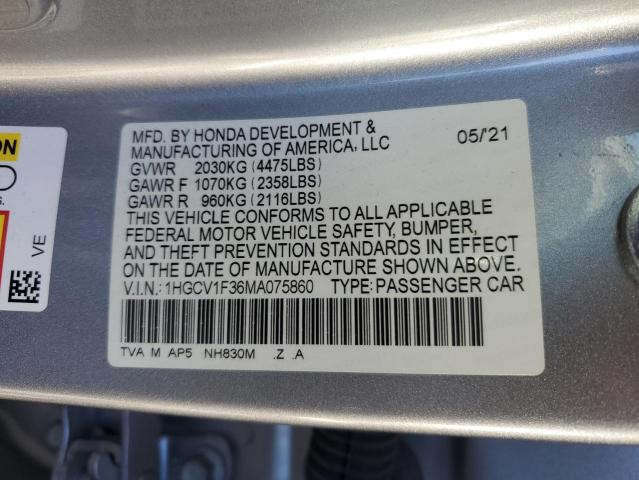 MFD. BY HONDA DEVELOPMENT & 05/'21
MANUFACTURING OF AMERICA, LLC
GVWR 2030KG (4475LBS)
GAWR F 1070KG (2358LBS)
GAWR R 960KG (2116LBS)
THIS VEHICLE CONFORMS TO ALL APPLICABLE
FEDERAL MOTOR VEHICLE SAFETY, BUMPER,
AND THEFT PREVENTION STANDARDS IN EFFECT
ON THE DATE OF MANUFACTURE SHOWN ABOVE.
V.I.N.: 1HGCV1F36MA075860 TYPE: PASSENGER CAR
TVA M AP5 NH830M .Z .A
VE